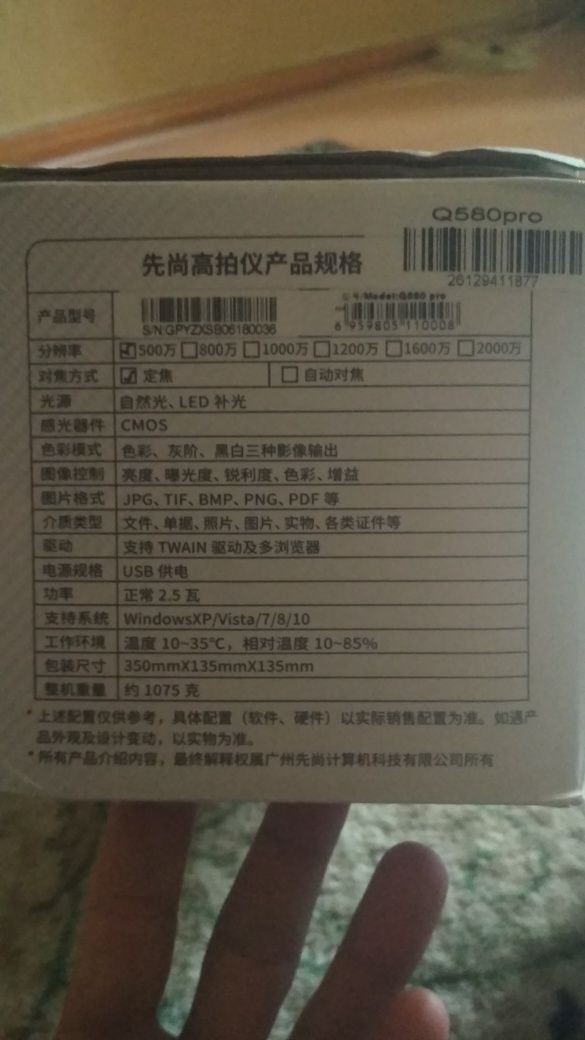 Q580pro
26129411877
先尚高拍仪产品规格
产品型号 S/N:GPYZXSB06180036 Model:Q580 pro 6 959805 110008
分辨率 ☑500万 □800万 □1000万 □1200万 □1600万 □2000万
对焦方式 ☑ 定焦 □ 自动对焦
光源 自然光、LED 补光
感光器件 CMOS
色彩模式 色彩、灰阶、黑白三种影像输出
图像控制 亮度、曝光度、锐利度、色彩、增益
图片格式 JPG、TIF、BMP、PNG、PDF 等
介质类型 文件、单据、照片、图片、实物、各类证件等
驱动 支持 TWAIN 驱动及多浏览器
电源规格 USB 供电
功率 正常 2.5 瓦
支持系统 WindowsXP/Vista/7/8/10
工作环境 温度 10~35℃，相对温度 10~85%
包装尺寸 350mmX135mmX135mm
整机重量 约 1075 克
*上述配置仅供参考，具体配置（软件、硬件）以实际销售配置为准。如遇产
品外观及设计变动，以实物为准。
*所有产品介绍内容，最终解释权属广州先尚计算机科技有限公司所有